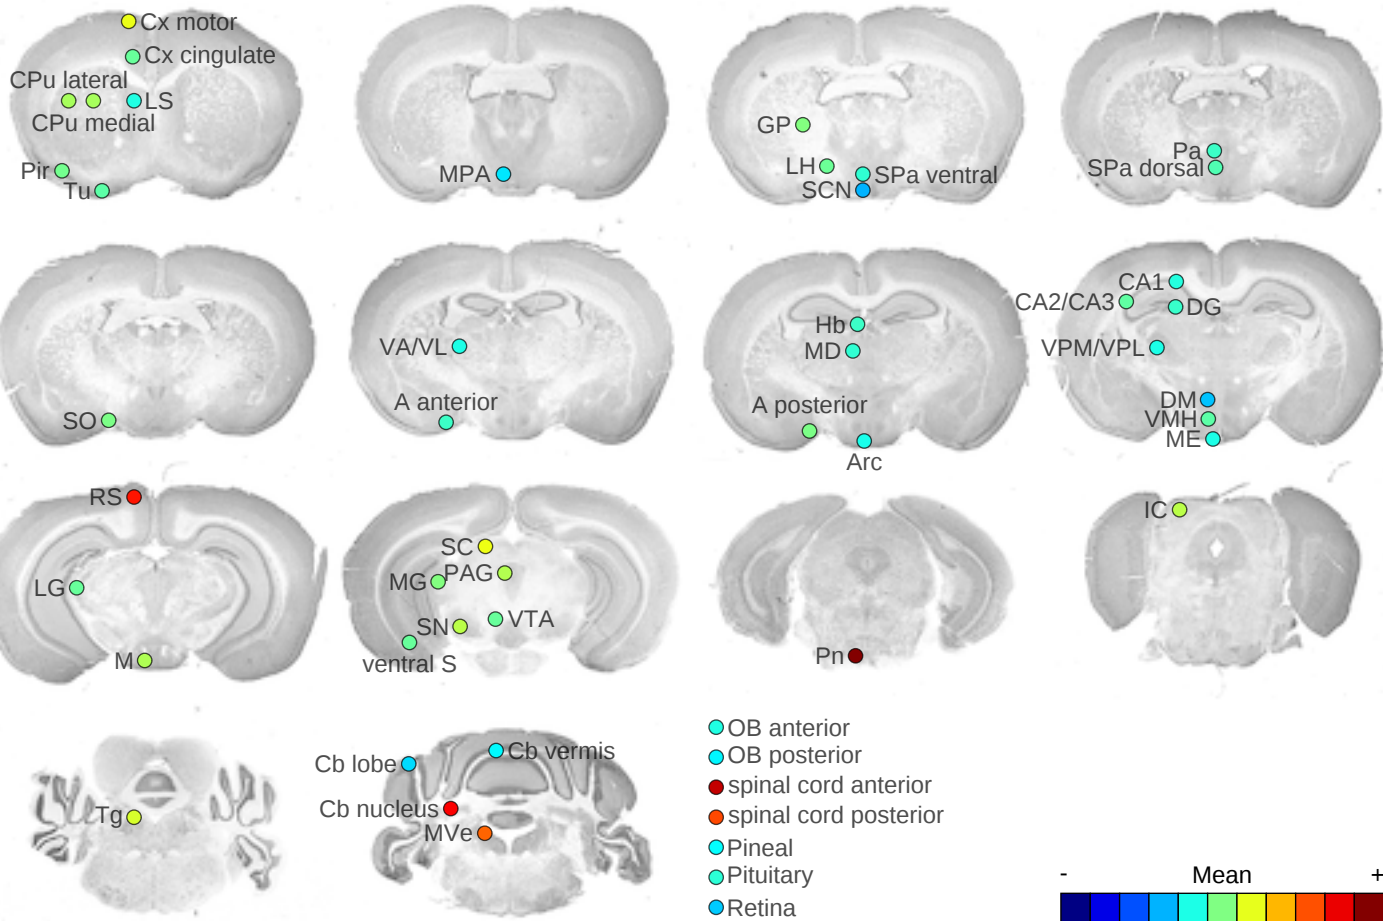 Cx motor
Cx cingulate
CPu lateral
LS
CPu medial
Pir
Tu
MPA
GP
LH
SPa ventral
SCN
Pa
SPa dorsal
SO
VA/VL
A anterior
Hb
MD
A posterior
Arc
CA1
CA2/CA3
DG
VPM/VPL
DM
VMH
ME
RS
LG
M
SC
PAG
MG
VTA
SN
ventral S
Pn
IC
Tg
Cb lobe
Cb vermis
Cb nucleus
MVe
OB anterior
OB posterior
spinal cord anterior
spinal cord posterior
Pineal
Pituitary
Retina
- Mean +